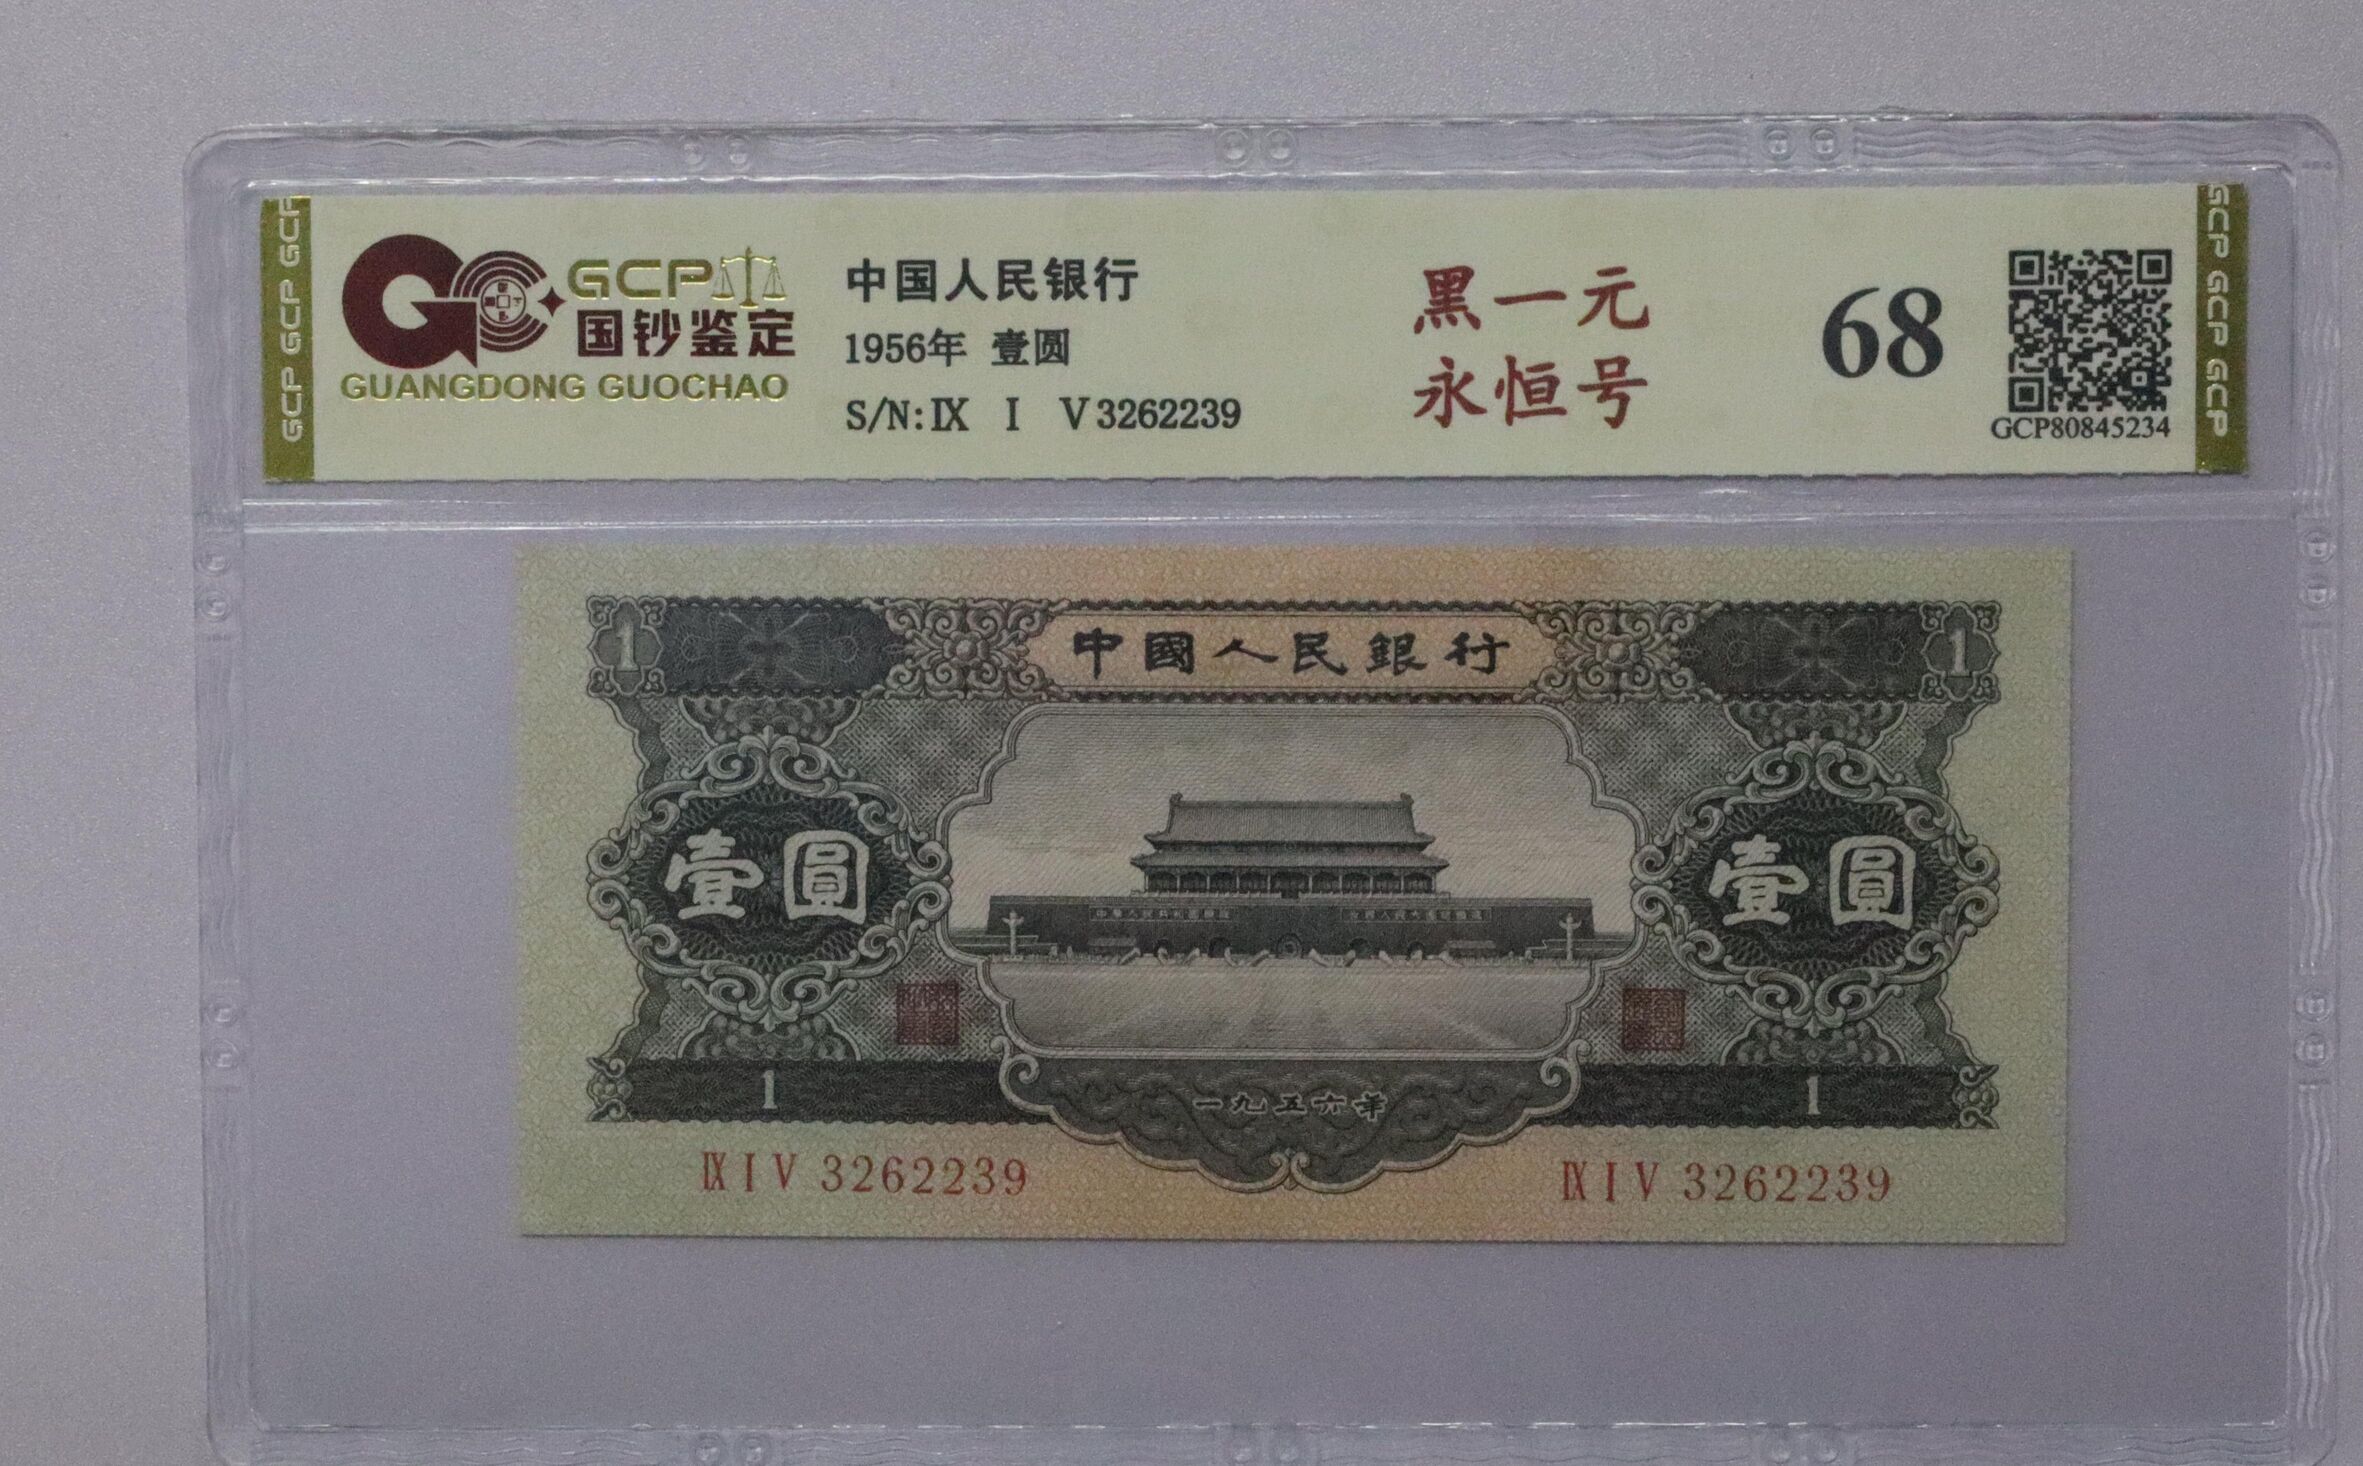 GCP GCP GCP
GCP
国钞鉴定
GUANGDONG GUOCHAO
中国人民银行
1956年 壹圆
S/N: Ⅸ Ⅰ Ⅴ 3262239
黑一元
永恒号
68
GCP80845234
GCP GCP GCP
1
中國人民銀行
1
壹圓
壹圓
1
一九五六年
1
Ⅸ Ⅰ Ⅴ 3262239
Ⅸ Ⅰ Ⅴ 3262239